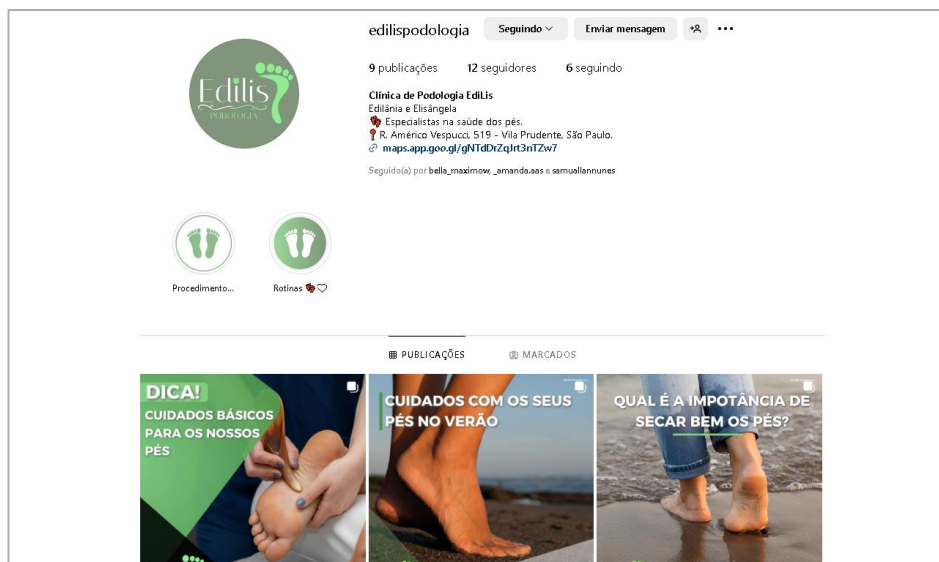 edilispodologia
Seguindo
Enviar mensagem
9 publicações 12 seguidores 6 seguindo
Clínica de Podologia EdiLis
Edilânia e Elisângela
Especialistas na saúde dos pés.
R. Américo Vespucci, 519 - Vila Prudente, São Paulo.
maps.app.goo.gl/gNTdDrZqJrt3nTZw7
Seguido(a) por bella_maximow, _amanda.aas e samuallannunes
Edilis
PODOLOGIA
Procedimento...
Rotinas
PUBLICAÇÕES
MARCADOS
DICA!
CUIDADOS BÁSICOS
PARA OS NOSSOS
PÉS
CUIDADOS COM OS SEUS
PÉS NO VERÃO
QUAL É A IMPOTÂNCIA DE
SECAR BEM OS PÉS?